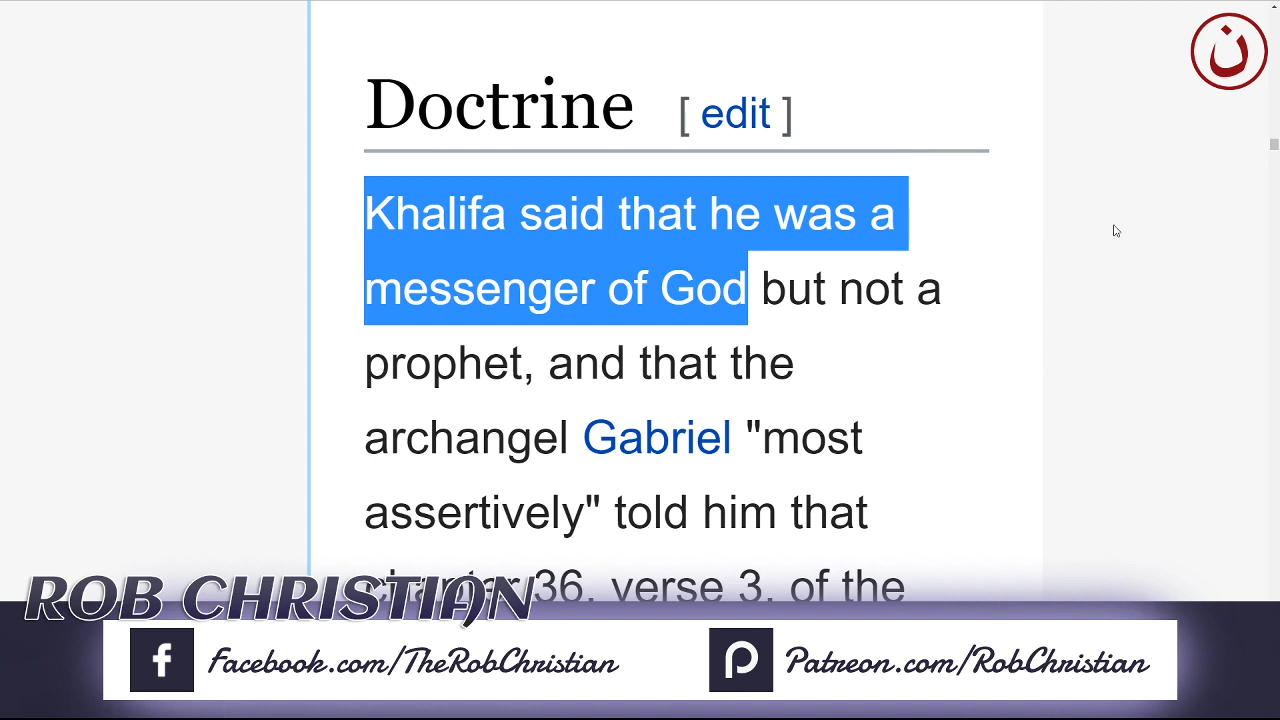 ن
Doctrine [ edit ]
Khalifa said that he was a
messenger of God but not a
prophet, and that the
archangel Gabriel "most
assertively" told him that
chapter 36, verse 3, of the
ROB CHRISTIAN
Facebook.com/TheRobChristian
Patreon.com/RobChristian